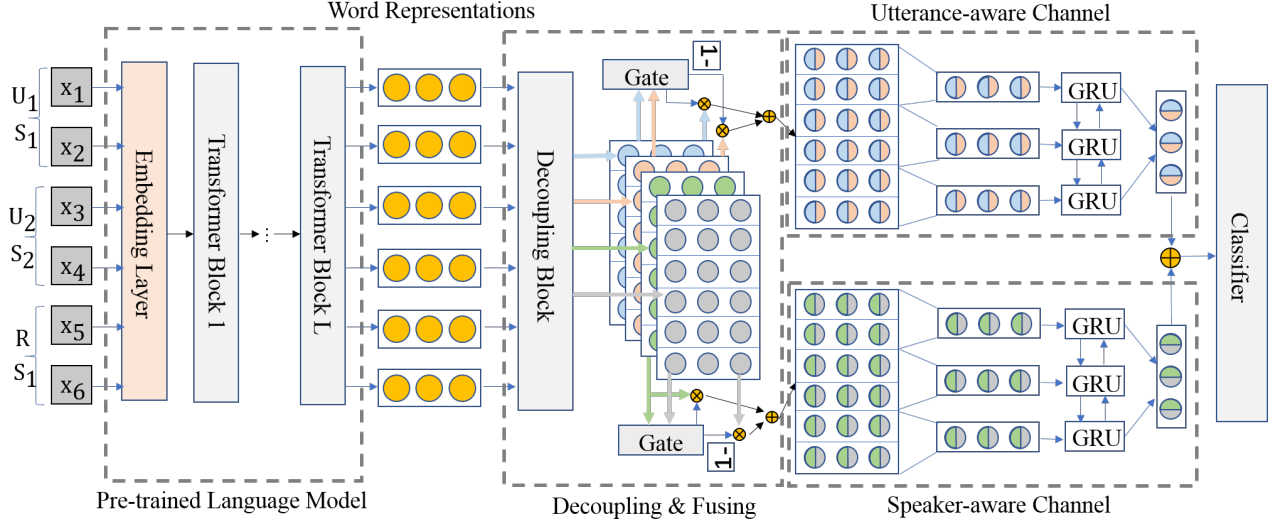 Word Representations
Utterance-aware Channel
U1
S1
x1
x2
U2
S2
x3
x4
R
S1
x5
x6
Embedding Layer
Transformer Block 1
...
Transformer Block L
Decoupling Block
Gate
1-
Gate
1-
GRU
GRU
GRU
GRU
GRU
GRU
Classifier
Pre-trained Language Model
Decoupling & Fusing
Speaker-aware Channel